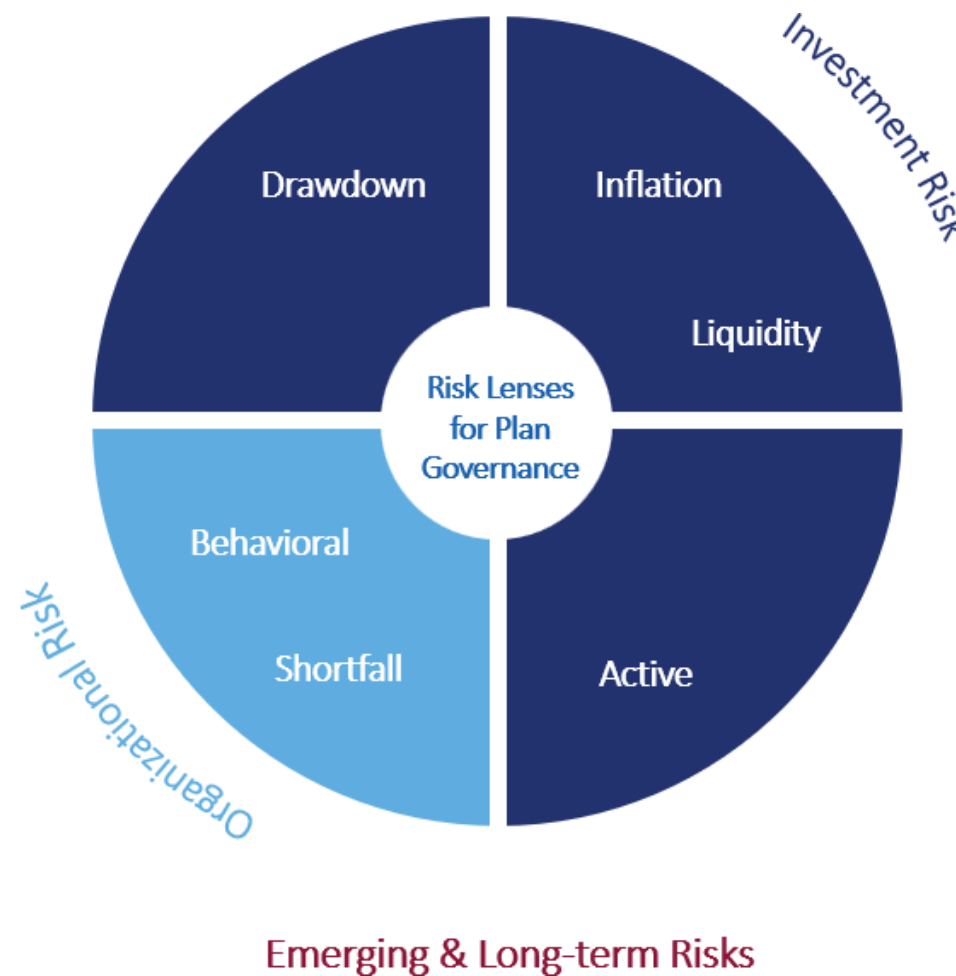 Investment Risk
Drawdown
Inflation
Liquidity
Risk Lenses
for Plan
Governance
Behavioral
Shortfall
Active
Organizational Risk
Emerging & Long-term Risks